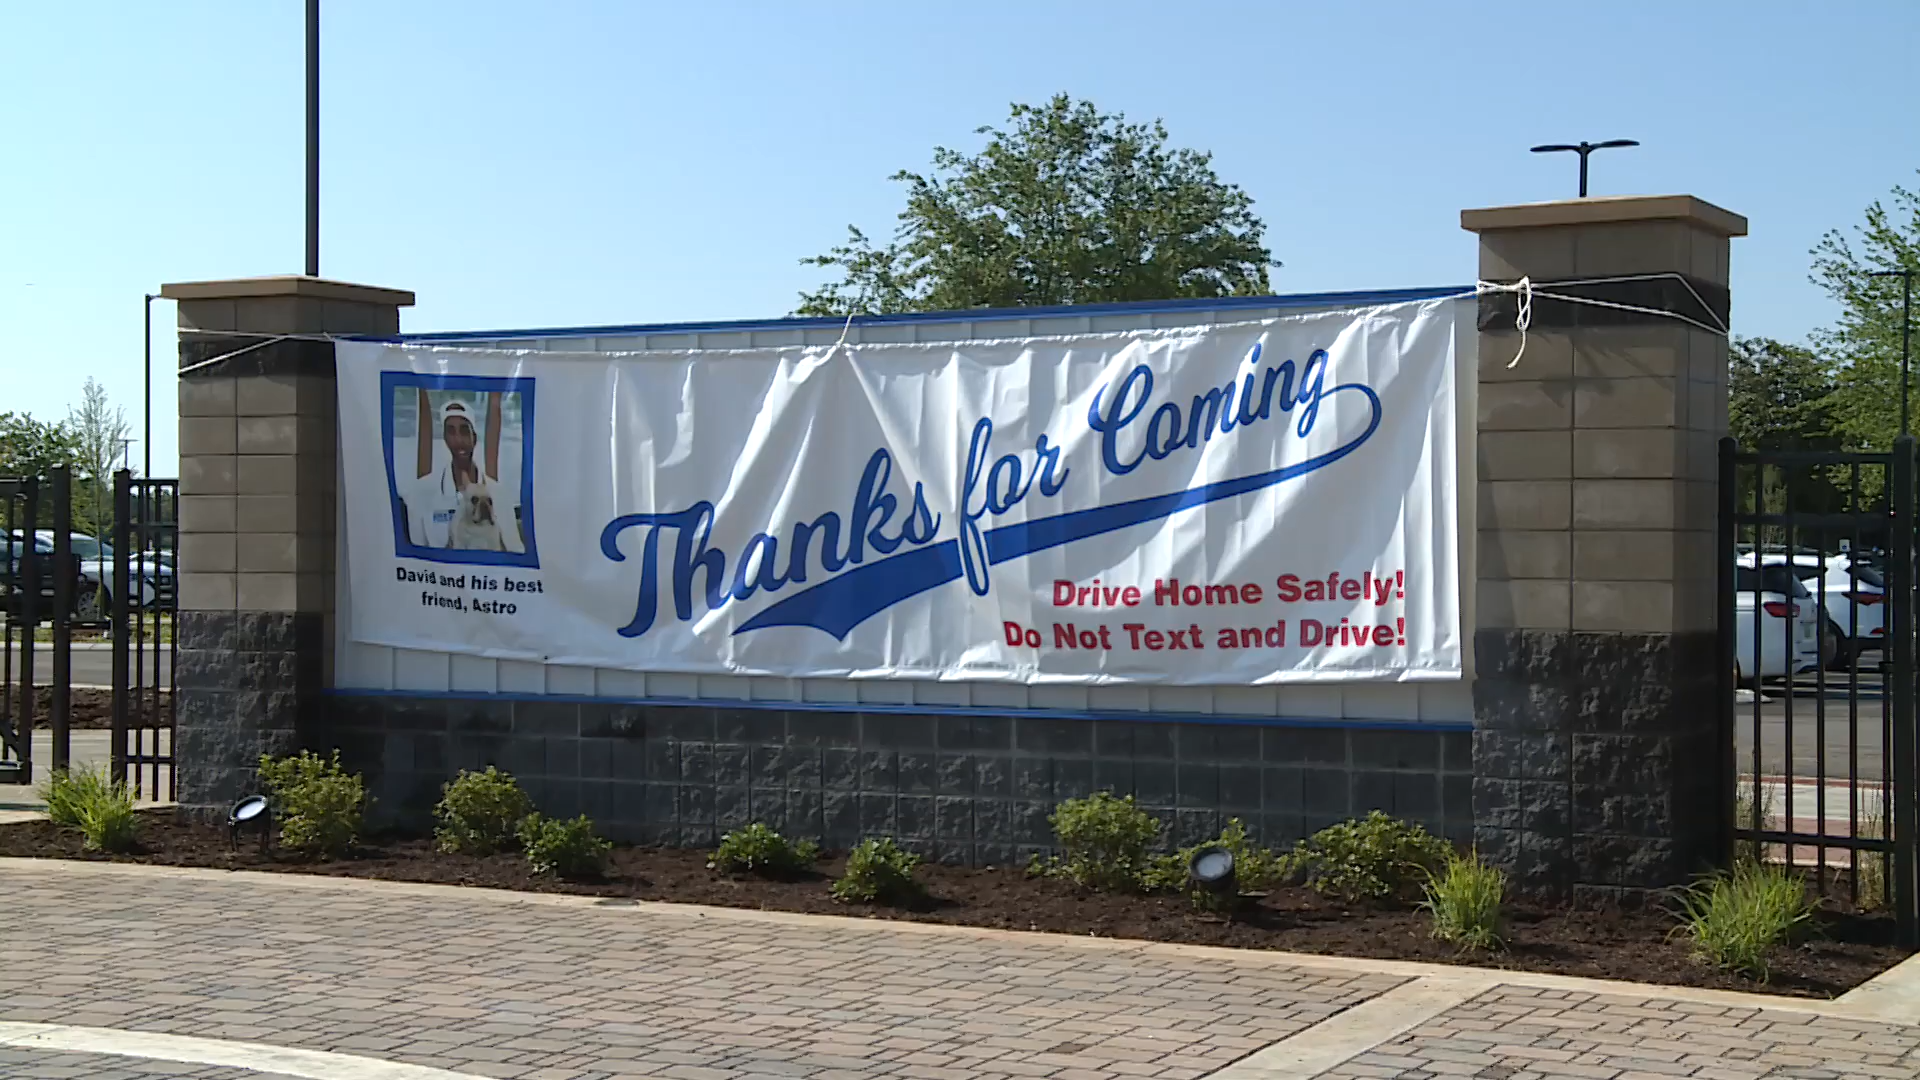 David and his best
friend, Astro
Thanks for Coming
Drive Home Safely!
Do Not Text and Drive!